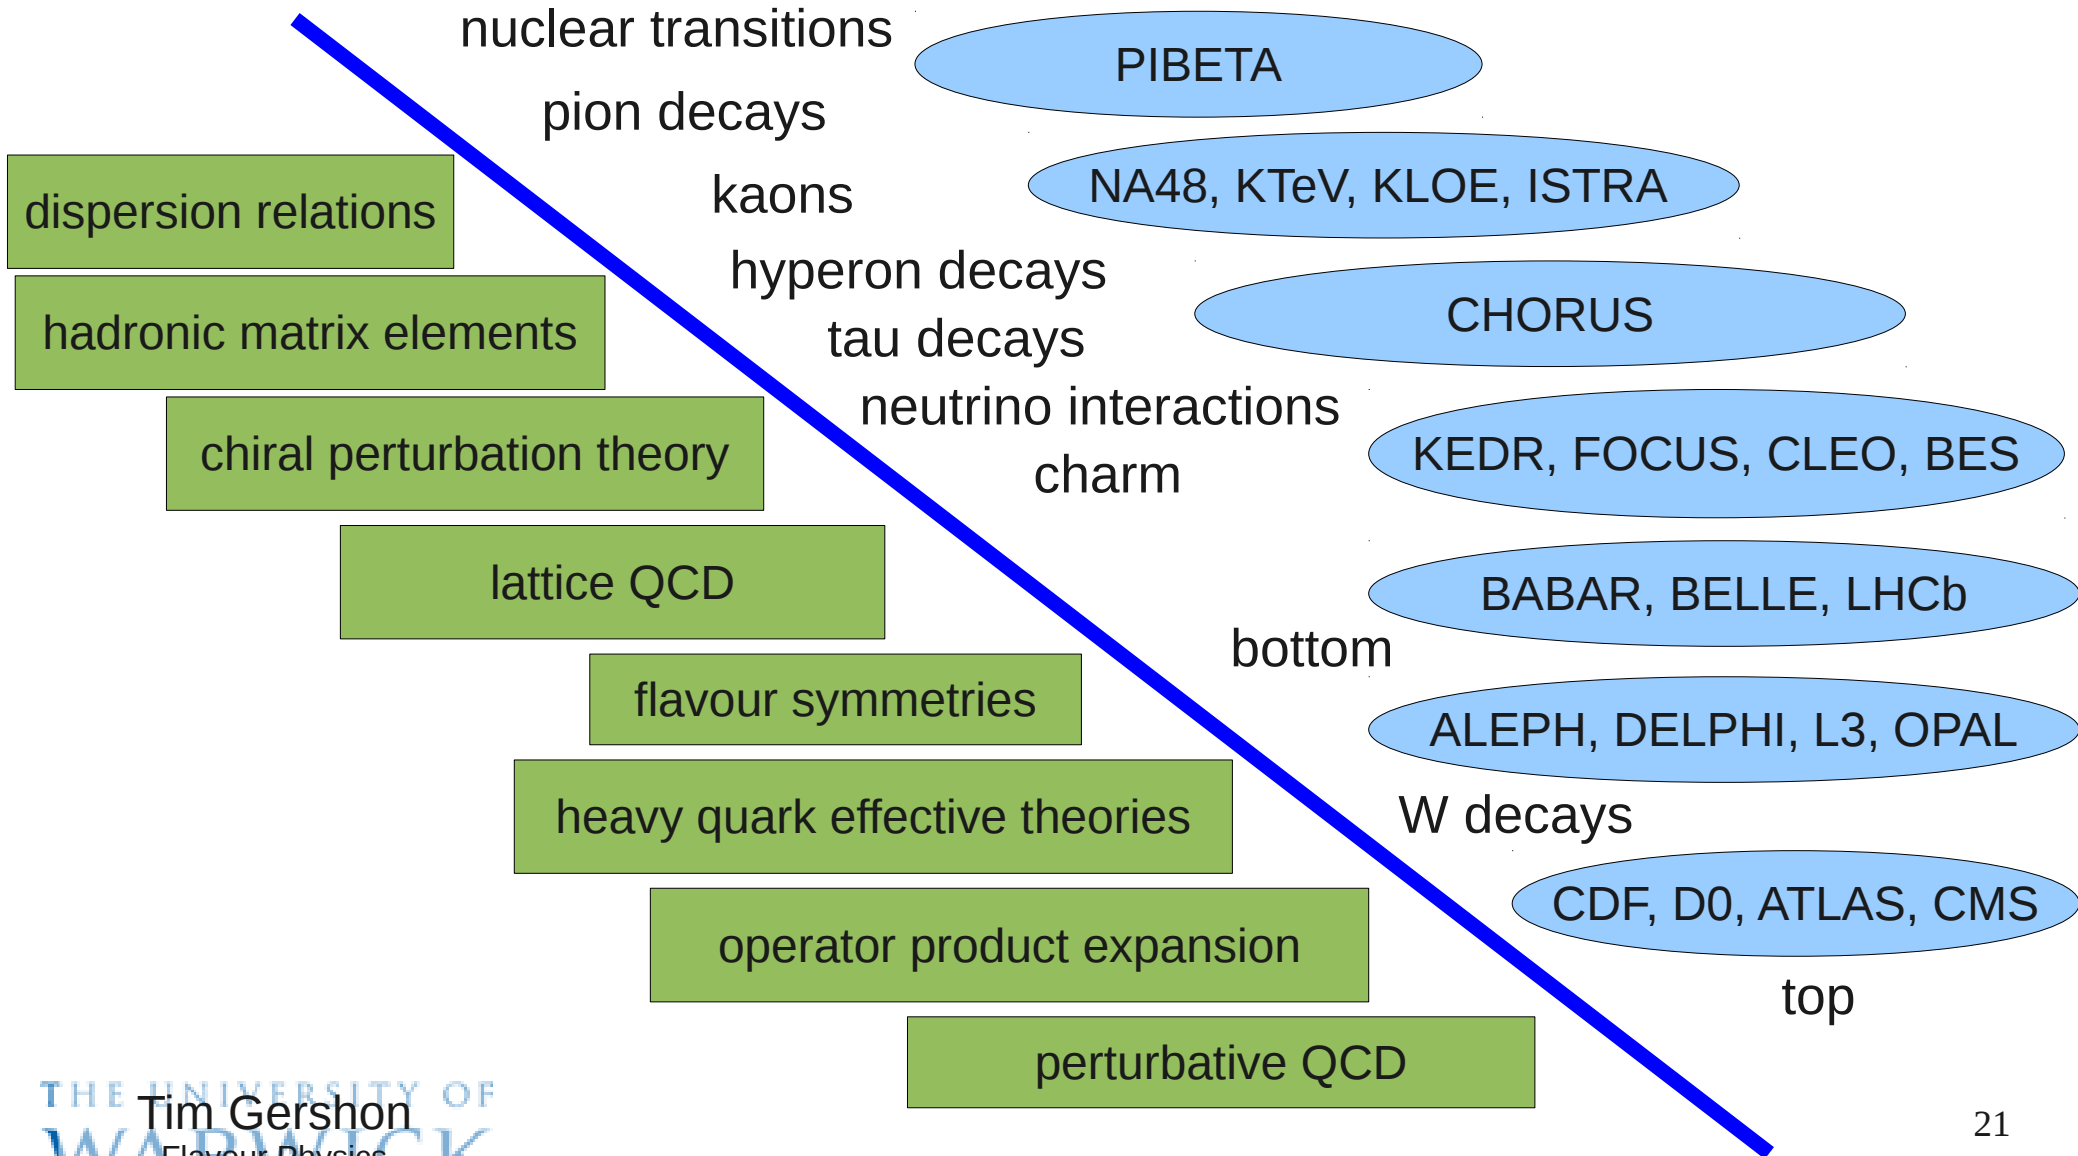 nuclear transitions
PIBETA
pion decays
NA48, KTeV, KLOE, ISTRA
kaons
dispersion relations
hyperon decays
CHORUS
hadronic matrix elements
tau decays
neutrino interactions
KEDR, FOCUS, CLEO, BES
chiral perturbation theory
charm
lattice QCD
BABAR, BELLE, LHCb
bottom
flavour symmetries
ALEPH, DELPHI, L3, OPAL
heavy quark effective theories
W decays
CDF, D0, ATLAS, CMS
operator product expansion
top
perturbative QCD
THE UNIVERSITY OF
Tim Gershon
WARWICK
Flavour Physics
21